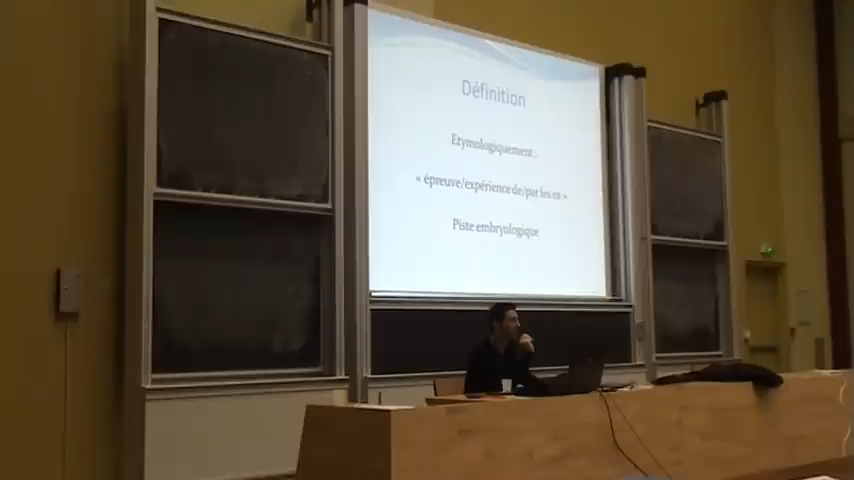 Définition
Etymologiquement :
« épreuve/expérience de/par les os »
Piste embryologique